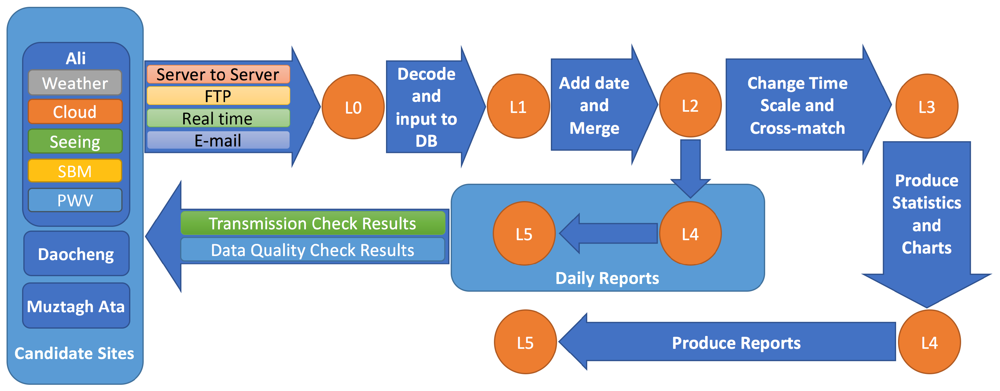 Ali
Weather
Cloud
Seeing
SBM
PWV
Daocheng
Muztagh Ata
Candidate Sites
Server to Server
FTP
Real time
E-mail
L0
Decode
and
input to
DB
L1
Add date
and
Merge
L2
Change Time
Scale and
Cross-match
L3
Produce
Statistics
and
Charts
L4
L5
Daily Reports
Transmission Check Results
Data Quality Check Results
L4
Produce Reports
L5